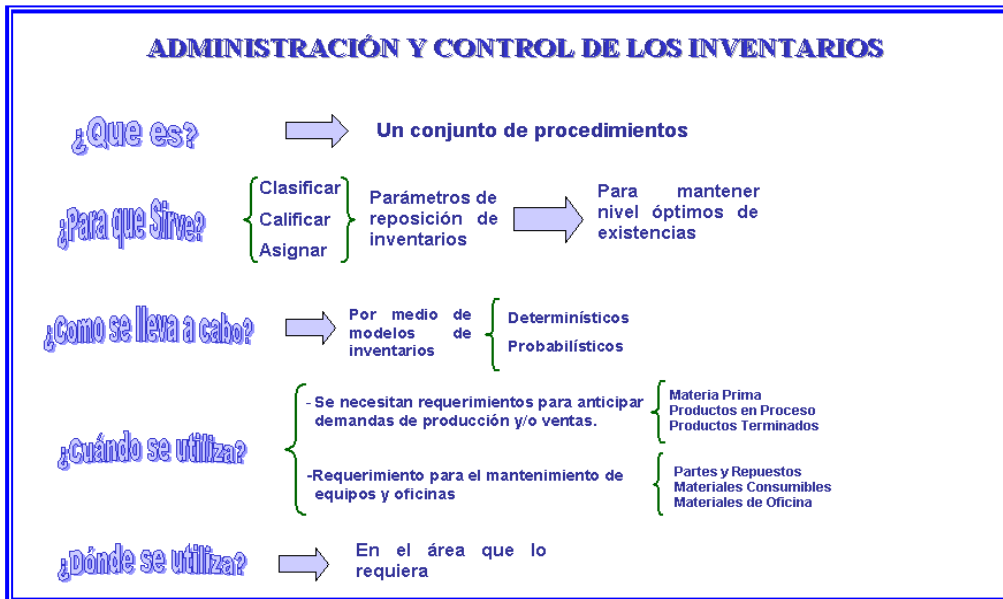 ADMINISTRACIÓN Y CONTROL DE LOS INVENTARIOS
¿Que es?
Un conjunto de procedimientos
¿Para que Sirve?
Clasificar
Calificar
Asignar
Parámetros de
reposición de
inventarios
Para mantener
nivel óptimos de
existencias
¿Como se lleva a cabo?
Por medio de
modelos de
inventarios
Determinísticos
Probabilísticos
¿Cuándo se utiliza?
- Se necesitan requerimientos para anticipar
demandas de producción y/o ventas.
Materia Prima
Productos en Proceso
Productos Terminados
-Requerimiento para el mantenimiento de
equipos y oficinas
Partes y Repuestos
Materiales Consumibles
Materiales de Oficina
¿Dónde se utiliza?
En el área que lo
requiera